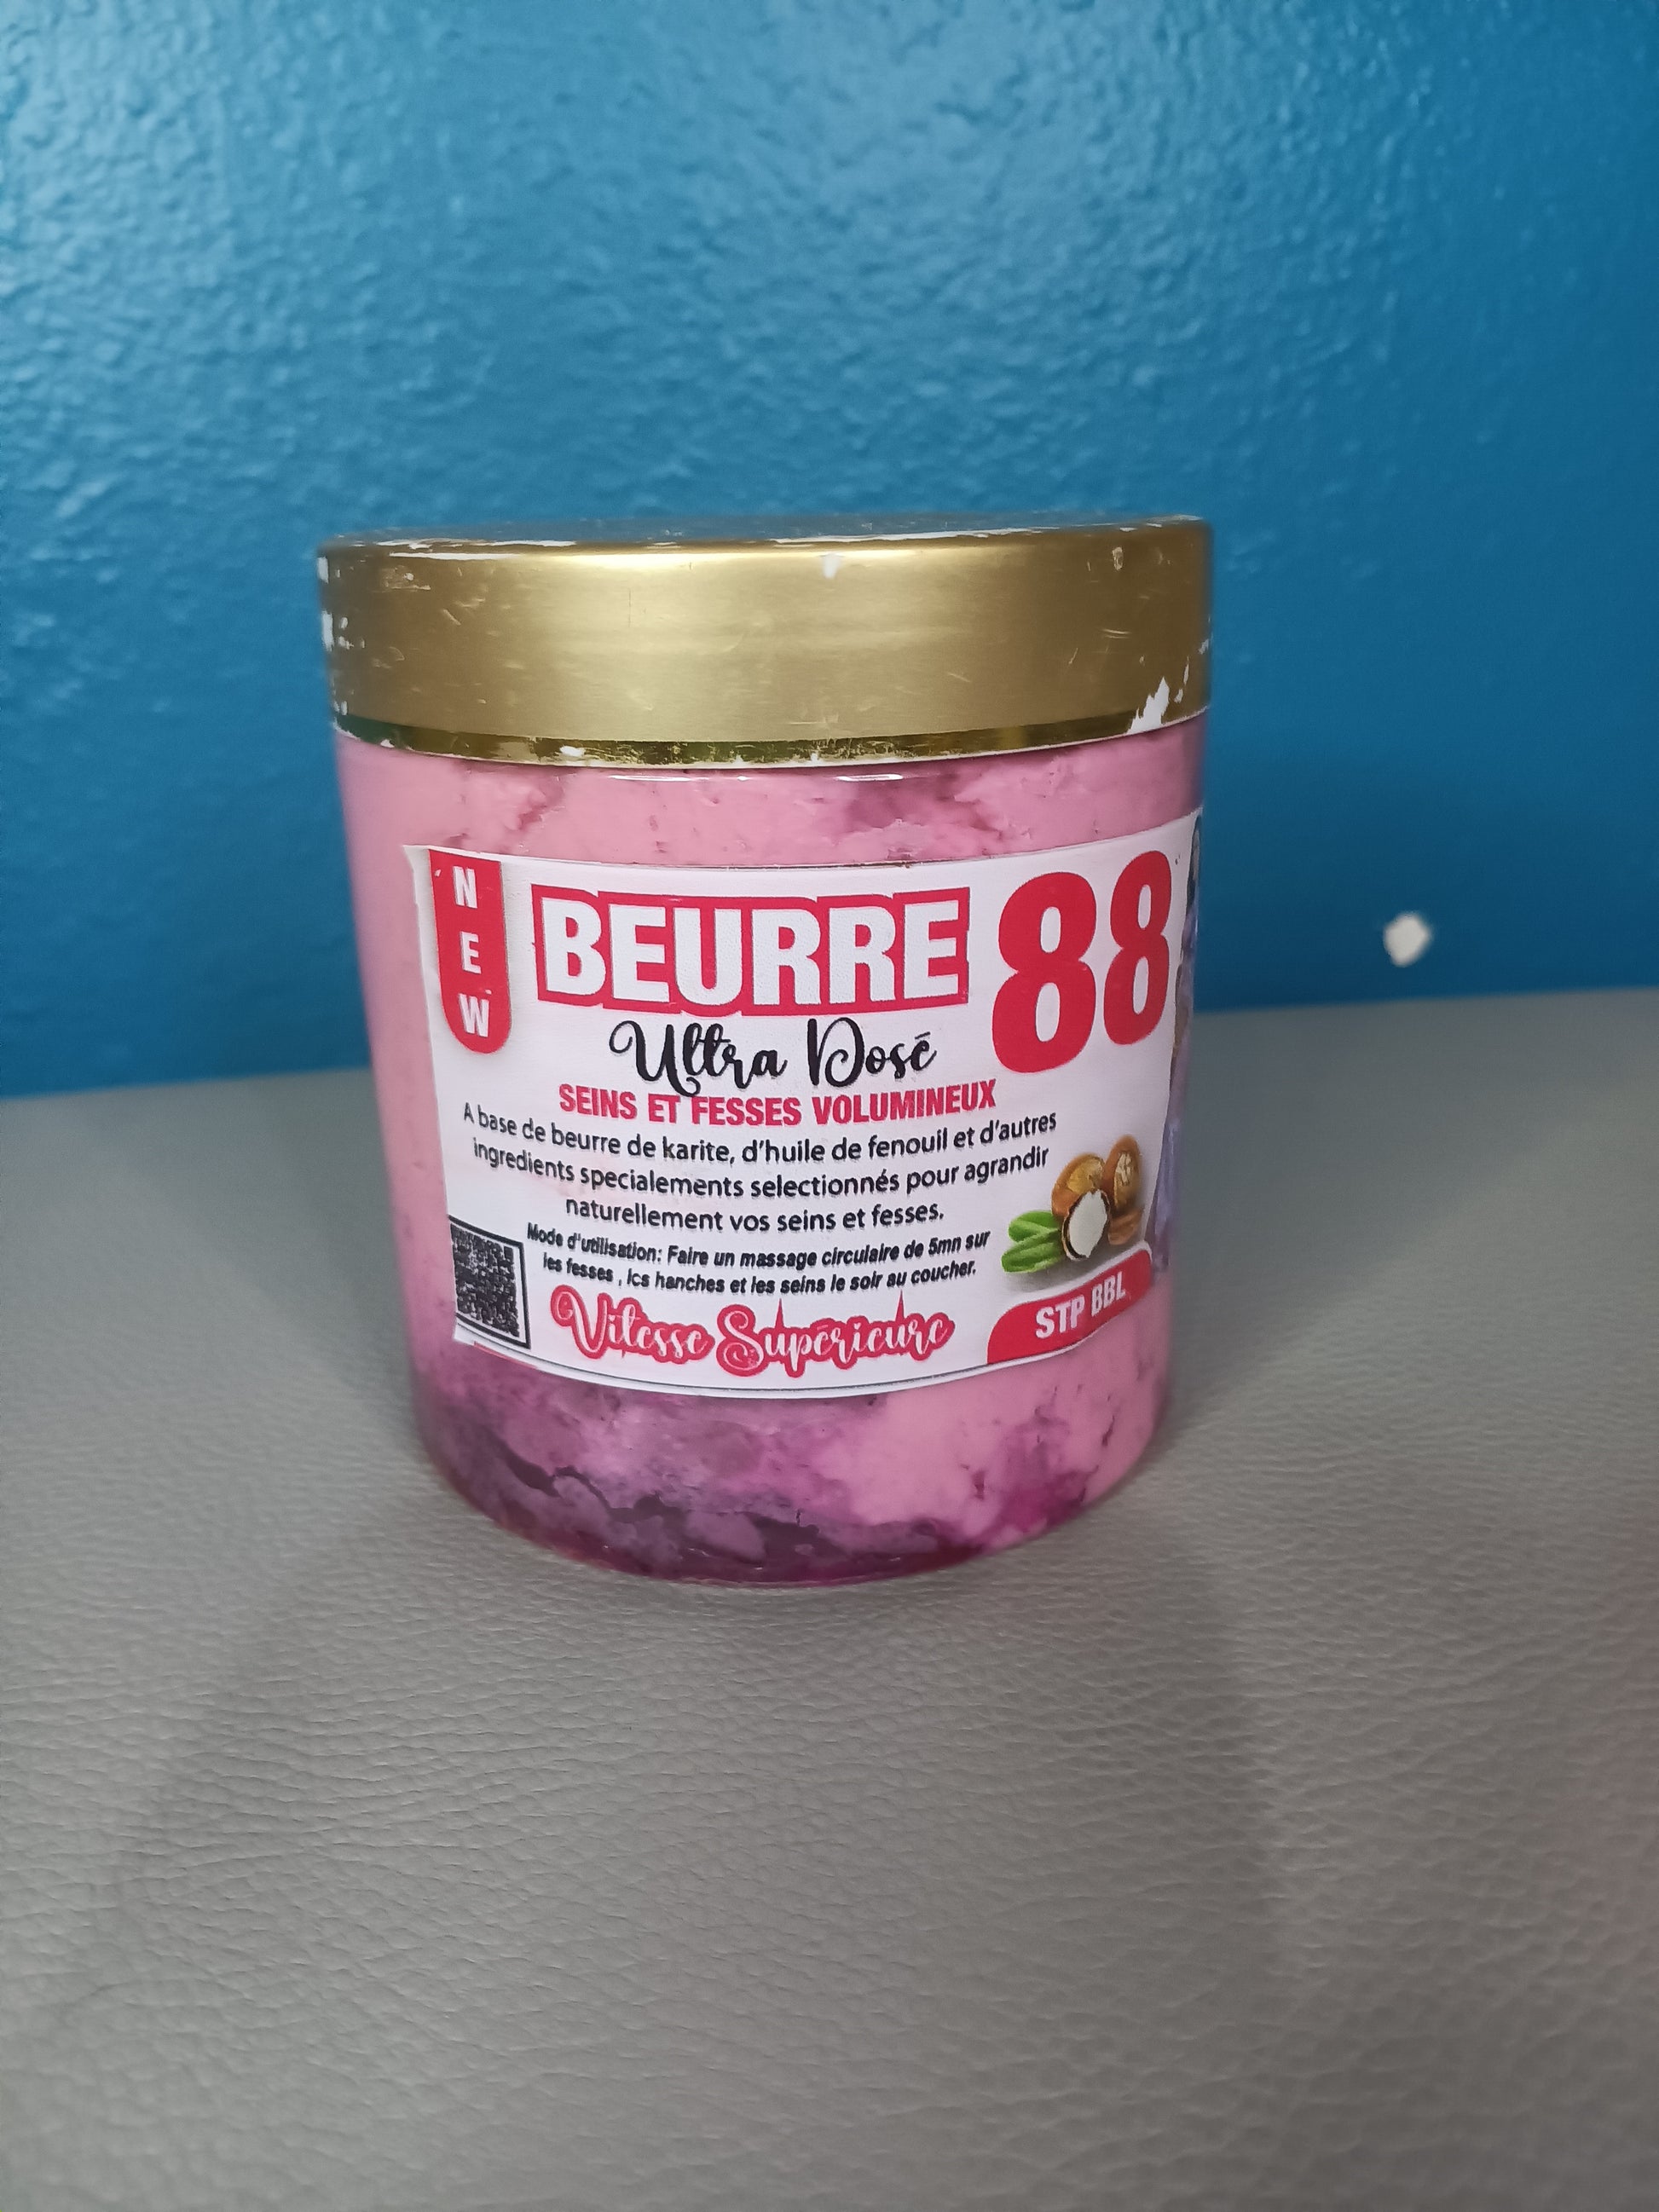 NEW
BEURRE 88
Ultra Dosé
SEINS ET FESSES VOLUMINEUX
A base de beurre de karite, d'huile de fenouil et d'autres
ingredients specialements selectionnés pour agrandir
naturellement vos seins et fesses.
Mode d'utilisation: Faire un massage circulaire de 5mn sur
les fesses , les hanches et les seins le soir au coucher.
Vitesse Supérieure
STP BBL